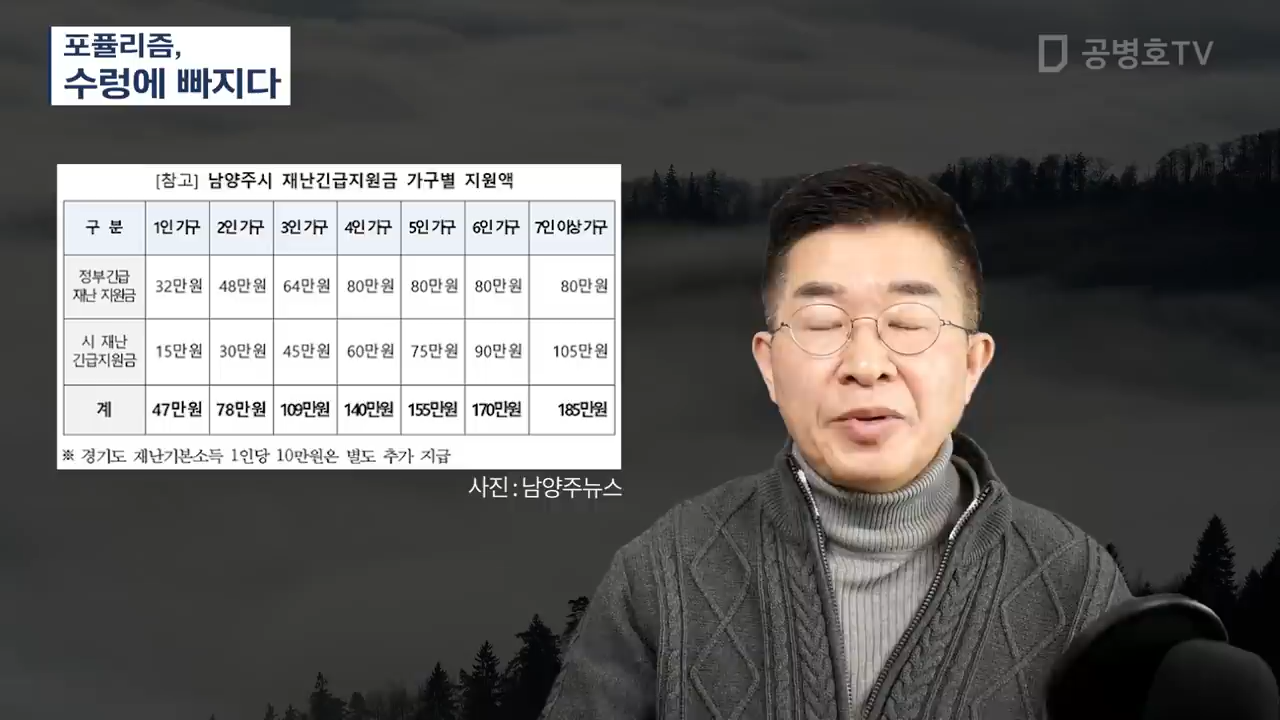 포퓰리즘,
수렁에 빠지다
공병호TV
[참고] 남양주시 재난긴급지원금 가구별 지원액
구 분 1인 가구 2인 가구 3인 가구 4인 가구 5인 가구 6인 가구 7인 이상 가구
정부긴급
재난 지원금
32만원 48만원 64만원 80만원 80만원 80만원 80만원
시 재난
긴급지원금
15만원 30만원 45만원 60만원 75만원 90만원 105만원
계 47만원 78만원 109만원 140만원 155만원 170만원 185만원
※ 경기도 재난기본소득 1인당 10만원은 별도 추가 지급
사진 : 남양주뉴스